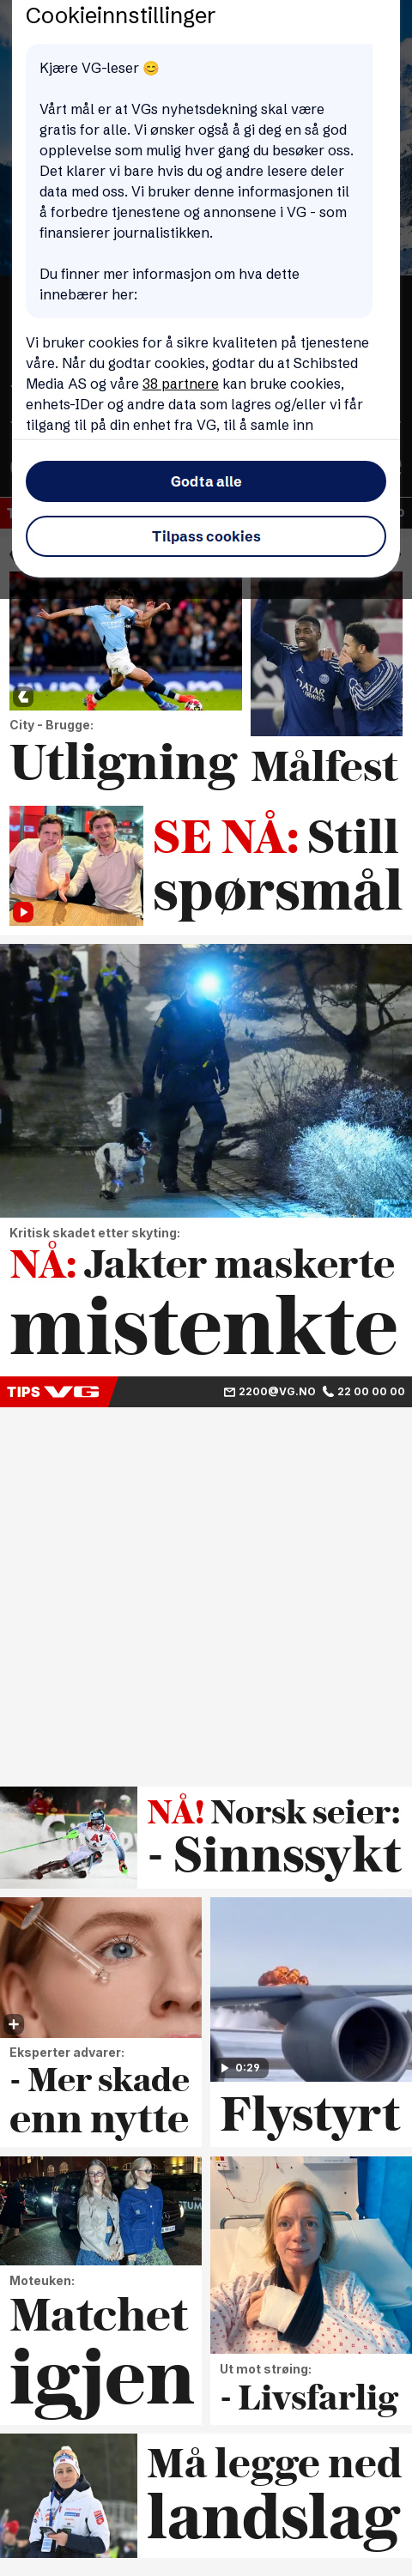 Cookieinnstillinger
Kjære VG-leser 😊
Vårt mål er at VGs nyhetsdekning skal være
gratis for alle. Vi ønsker også å gi deg en så god
opplevelse som mulig hver gang du besøker oss.
Det klarer vi bare hvis du og andre lesere deler
data med oss. Vi bruker denne informasjonen til
å forbedre tjenestene og annonsene i VG - som
finansierer journalistikken.
Du finner mer informasjon om hva dette
innebærer her:
Vi bruker cookies for å sikre kvaliteten på tjenestene
våre. Når du godtar cookies, godtar du at Schibsted
Media AS og våre 38 partnere kan bruke cookies,
enhets-IDer og andre data som lagres og/eller vi får
tilgang til på din enhet fra VG, til å samle inn
Godta alle
Tilpass cookies
City - Brugge:
Utligning
Målfest
SE NÅ: Still
spørsmål
Kritisk skadet etter skyting:
NÅ: Jakter maskerte
mistenkte
TIPS VG
2200@VG.NO
22 00 00 00
NÅ! Norsk seier:
- Sinnssykt
Eksperter advarer:
- Mer skade
enn nytte
0:29
Flystyrt
Moteuken:
Matchet
igjen
Ut mot strøing:
- Livsfarlig
Må legge ned
landslag